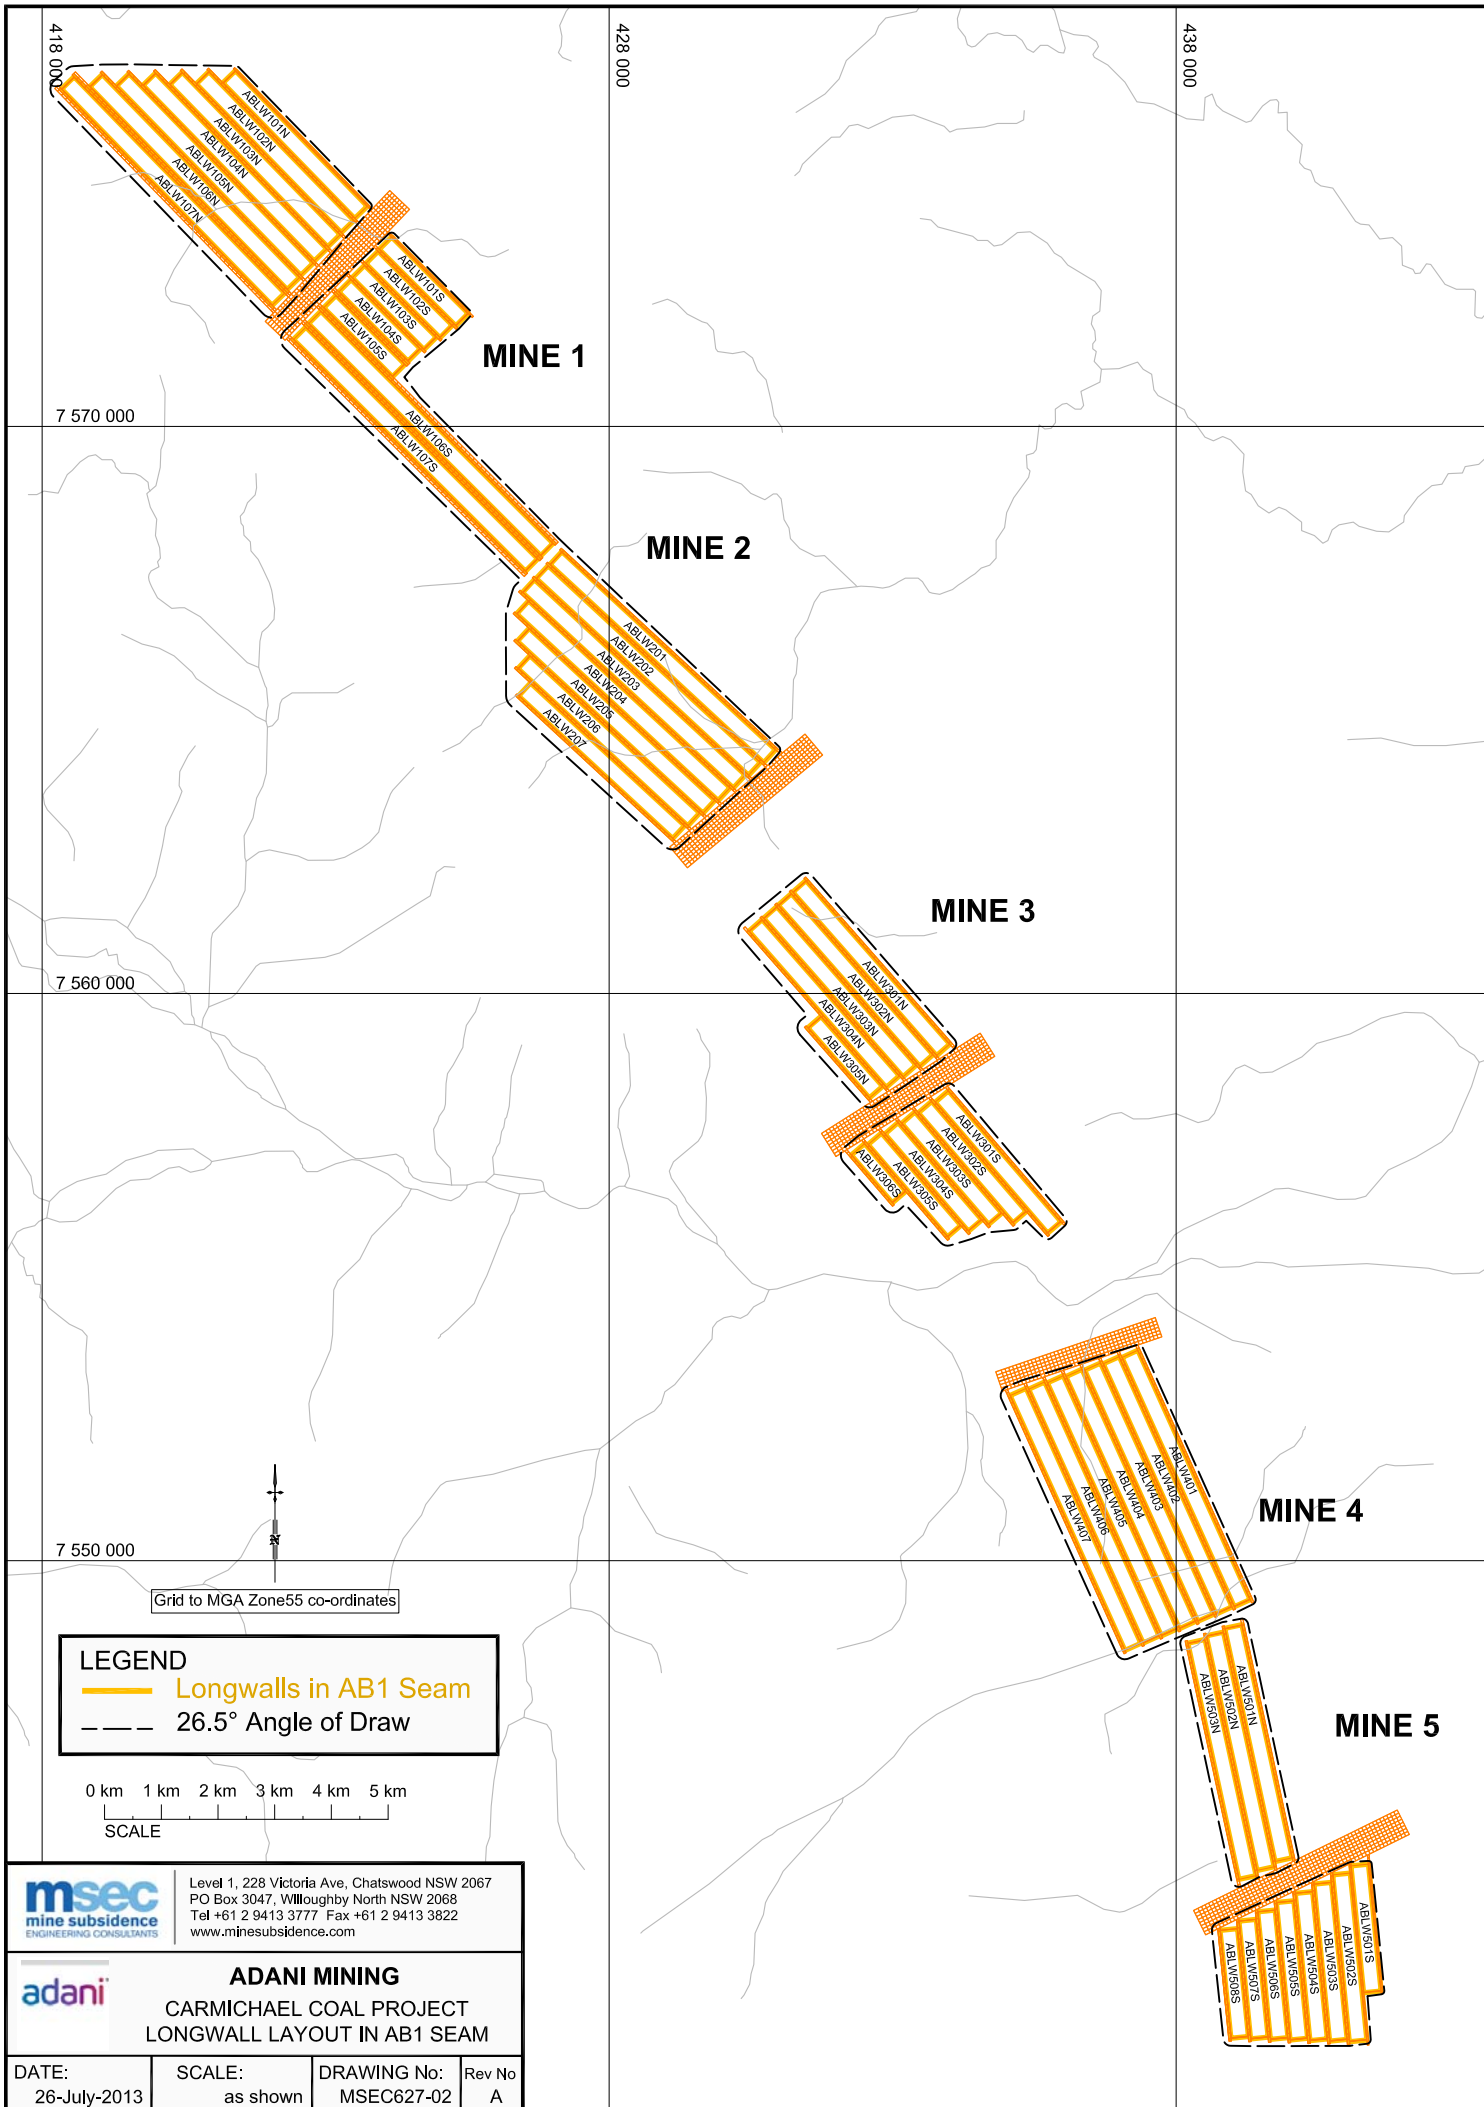 418 000
428 000
438 000
ABLW101N
ABLW102N
ABLW103N
ABLW104N
ABLW105N
ABLW106N
ABLW107N
ABLW101S
ABLW102S
ABLW103S
ABLW104S
ABLW105S
MINE 1
7 570 000
ABLW106S
ABLW107S
MINE 2
ABLW201
ABLW202
ABLW203
ABLW204
ABLW205
ABLW206
ABLW207
MINE 3
7 560 000
ABLW301N
ABLW302N
ABLW303N
ABLW304N
ABLW305N
ABLW301S
ABLW302S
ABLW303S
ABLW304S
ABLW305S
ABLW306S
ABLW401
ABLW402
ABLW403
ABLW404
ABLW405
ABLW406
ABLW407
MINE 4
N
7 550 000
Grid to MGA Zone55 co-ordinates
ABLW501N
ABLW502N
ABLW503N
MINE 5
LEGEND
Longwalls in AB1 Seam
26.5° Angle of Draw
0 km 1 km 2 km 3 km 4 km 5 km
SCALE
ABLW501S
ABLW502S
ABLW503S
ABLW504S
ABLW505S
ABLW506S
ABLW507S
ABLW508S
msec
mine subsidence
ENGINEERING CONSULTANTS
Level 1, 228 Victoria Ave, Chatswood NSW 2067
PO Box 3047, Willoughby North NSW 2068
Tel +61 2 9413 3777 Fax +61 2 9413 3822
www.minesubsidence.com
adani
ADANI MINING
CARMICHAEL COAL PROJECT
LONGWALL LAYOUT IN AB1 SEAM
DATE:
26-July-2013
SCALE:
as shown
DRAWING No:
MSEC627-02
Rev No
A